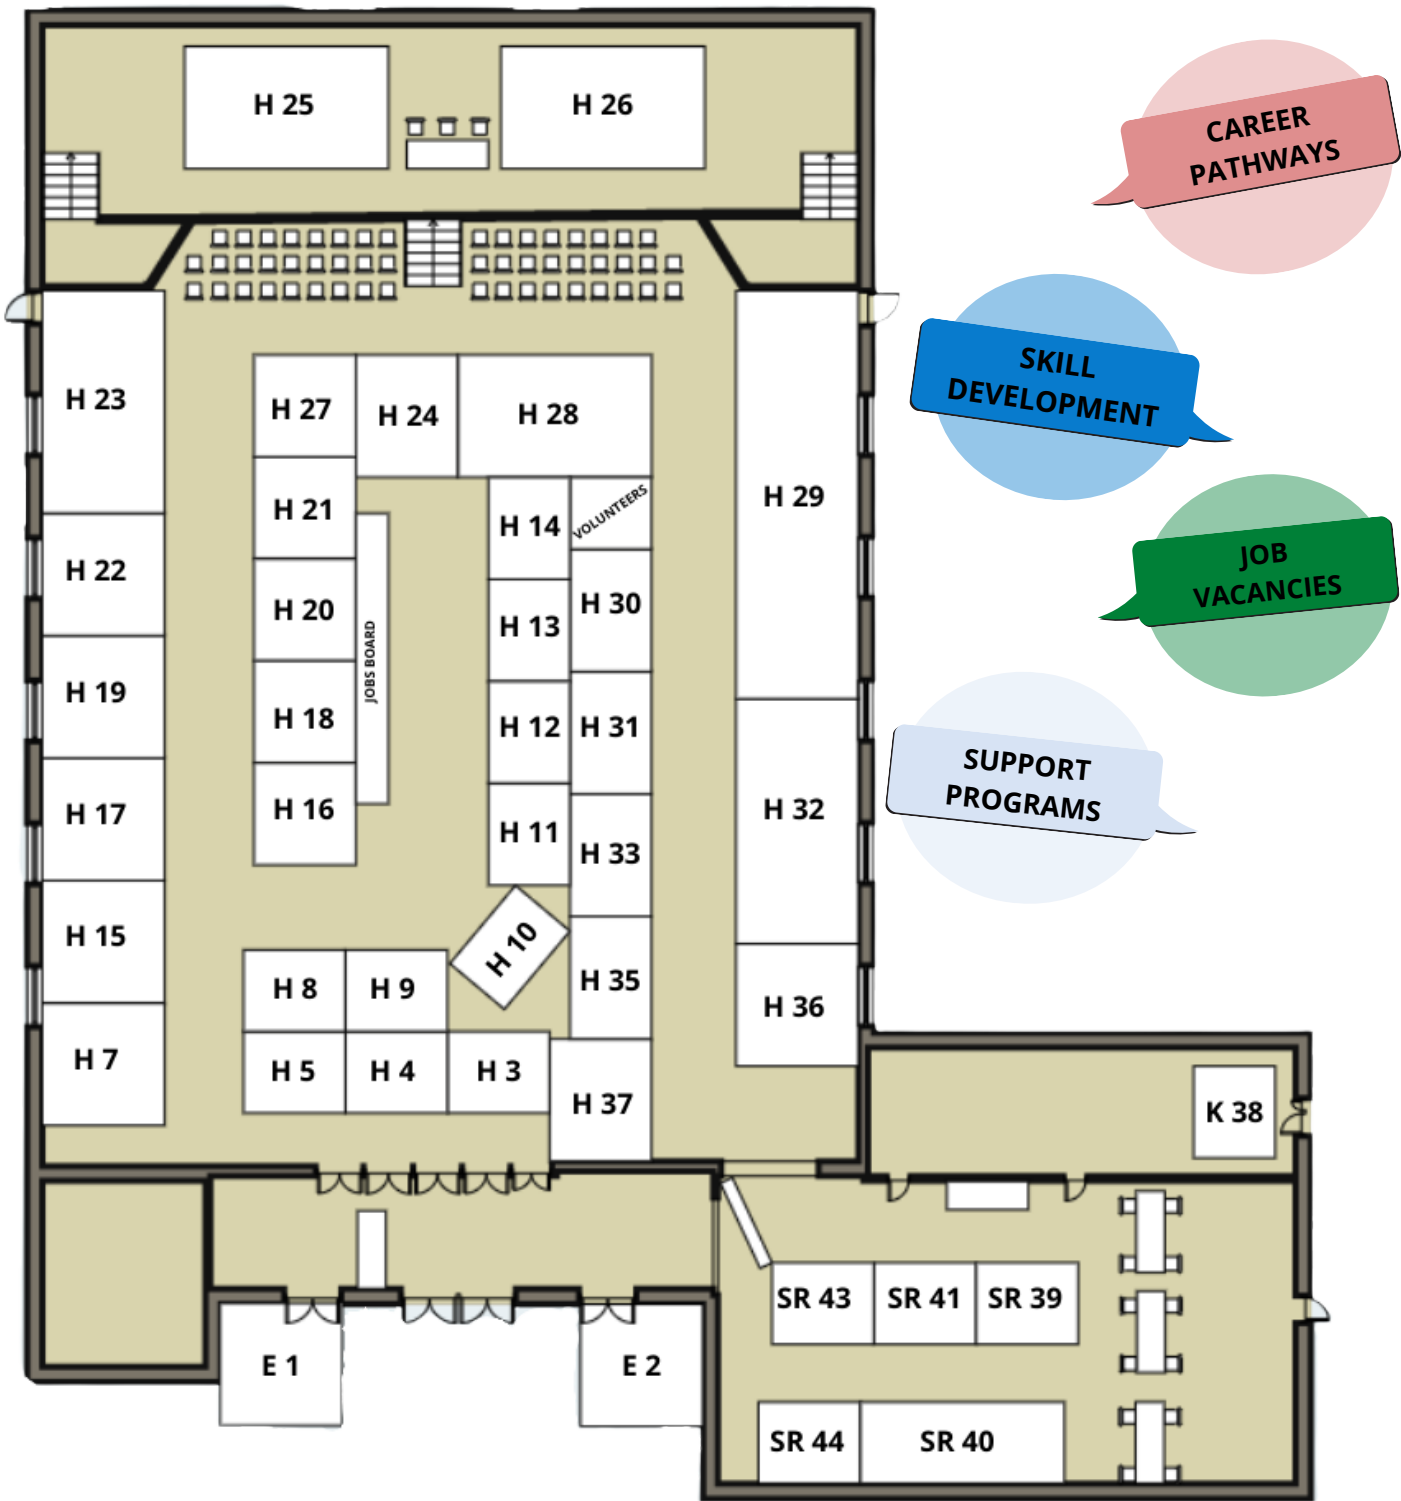 H 25
H 26
CAREER
PATHWAYS
SKILL
DEVELOPMENT
JOB
VACANCIES
SUPPORT
PROGRAMS
H 23
H 22
H 19
H 17
H 15
H 7
H 27
H 24
H 28
H 21
H 20
H 18
H 16
JOBS BOARD
H 14
VOLUNTEERS
H 13
H 30
H 12
H 31
H 11
H 33
H 10
H 35
H 8
H 9
H 5
H 4
H 3
H 37
H 29
H 32
H 36
K 38
SR 43
SR 41
SR 39
SR 44
SR 40
E 1
E 2